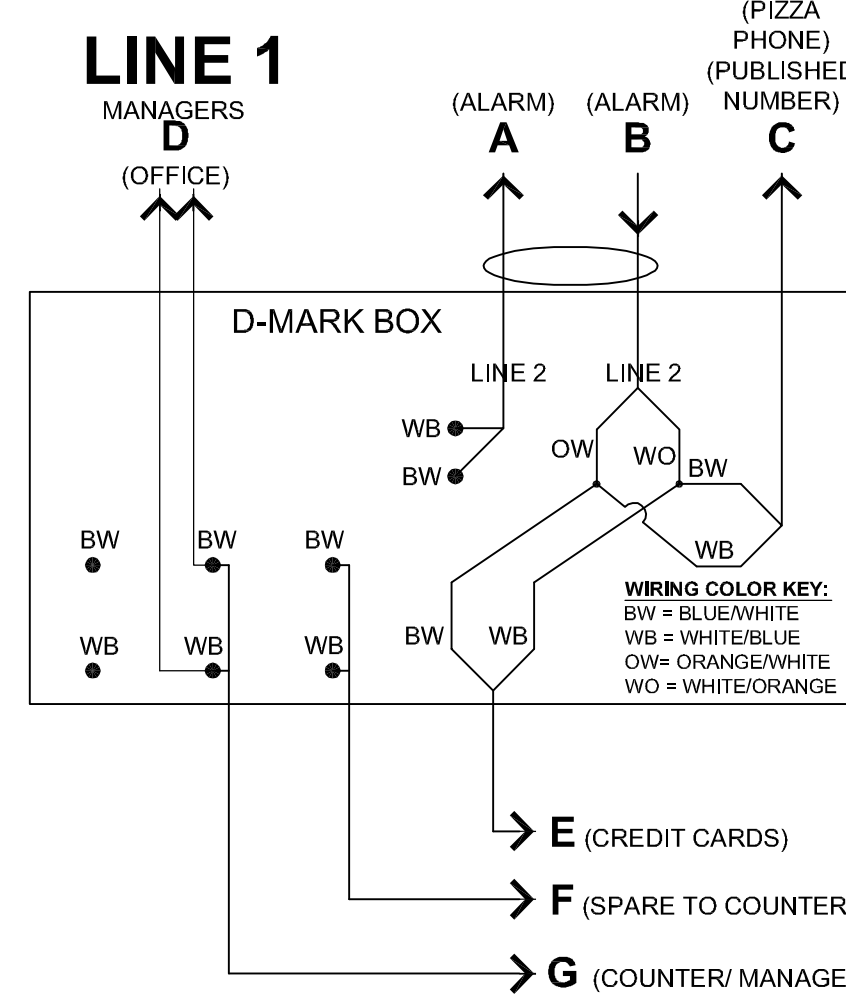 (PIZZA
PHONE)
(PUBLISHED
NUMBER)
LINE 1
MANAGERS
D
(OFFICE)
(ALARM)
A
(ALARM)
B
C
D-MARK BOX
LINE 2
LINE 2
WB
BW
OW
WO
BW
WB
BW
BW
BW
WB
WB
WB
BW
WB
WIRING COLOR KEY:
BW = BLUE/WHITE
WB = WHITE/BLUE
OW= ORANGE/WHITE
WO = WHITE/ORANGE
E (CREDIT CARDS)
F (SPARE TO COUNTER
G (COUNTER/ MANAGE